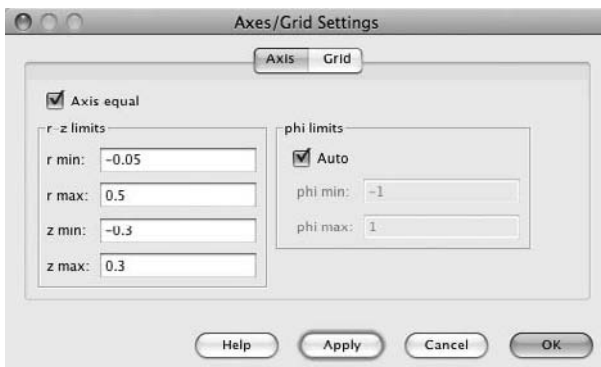 Axes/Grid Settings
Axis Grid
Axis equal
r-z limits
r min: -0.05
r max: 0.5
z min: -0.3
z max: 0.3
phi limits
Auto
phi min: -1
phi max: 1
Help Apply Cancel OK